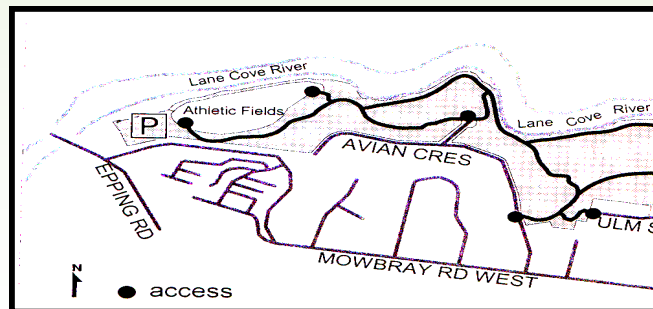 Lane Cove River
Athletic Fields
P
Lane Cove River
AVIAN CRES
EPPING RD
ULM S
MOWBRAY RD WEST
N
access